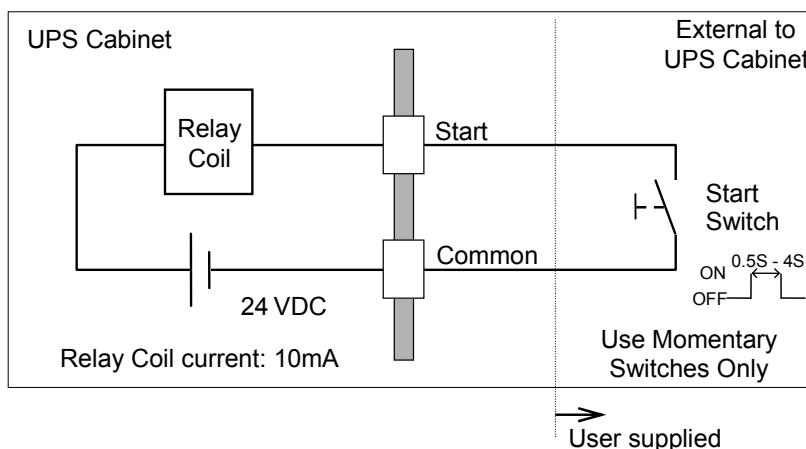 UPS Cabinet
External to
UPS Cabinet
Relay
Coil
Start
Start
Switch
Common
ON
0.5S - 4S
OFF
24 VDC
Relay Coil current: 10mA
Use Momentary
Switches Only
User supplied